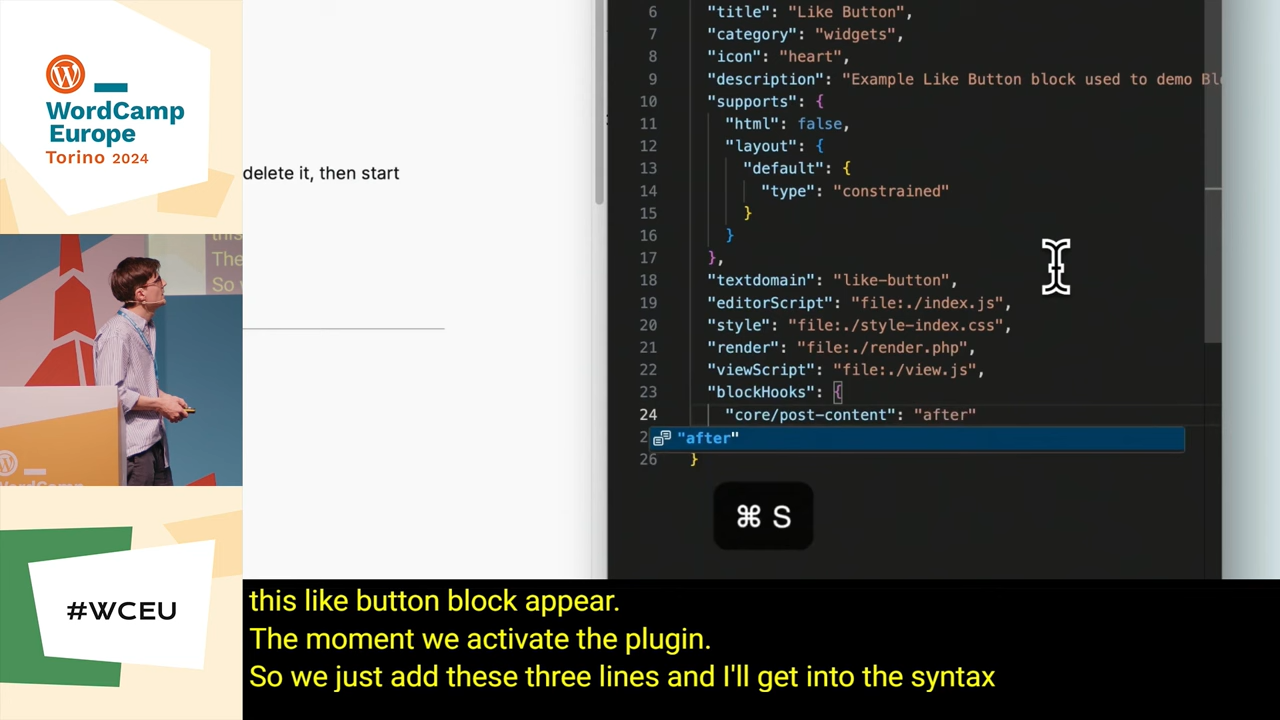 WordCamp
Europe
Torino 2024
this
The
So w
WordCamp
#WCEU
delete it, then start
6 "title": "Like Button",
7 "category": "widgets",
8 "icon": "heart",
9 "description": "Example Like Button block used to demo Bl
10 "supports": {
11 "html": false,
12 "layout": {
13 "default": {
14 "type": "constrained"
15 }
16 }
17 },
18 "textdomain": "like-button",
19 "editorScript": "file:./index.js",
20 "style": "file:./style-index.css",
21 "render": "file:./render.php",
22 "viewScript": "file:./view.js",
23 "blockHooks": {
24 "core/post-content": "after"
2 "after"
26 }
⌘ S
this like button block appear.
The moment we activate the plugin.
So we just add these three lines and I'll get into the syntax